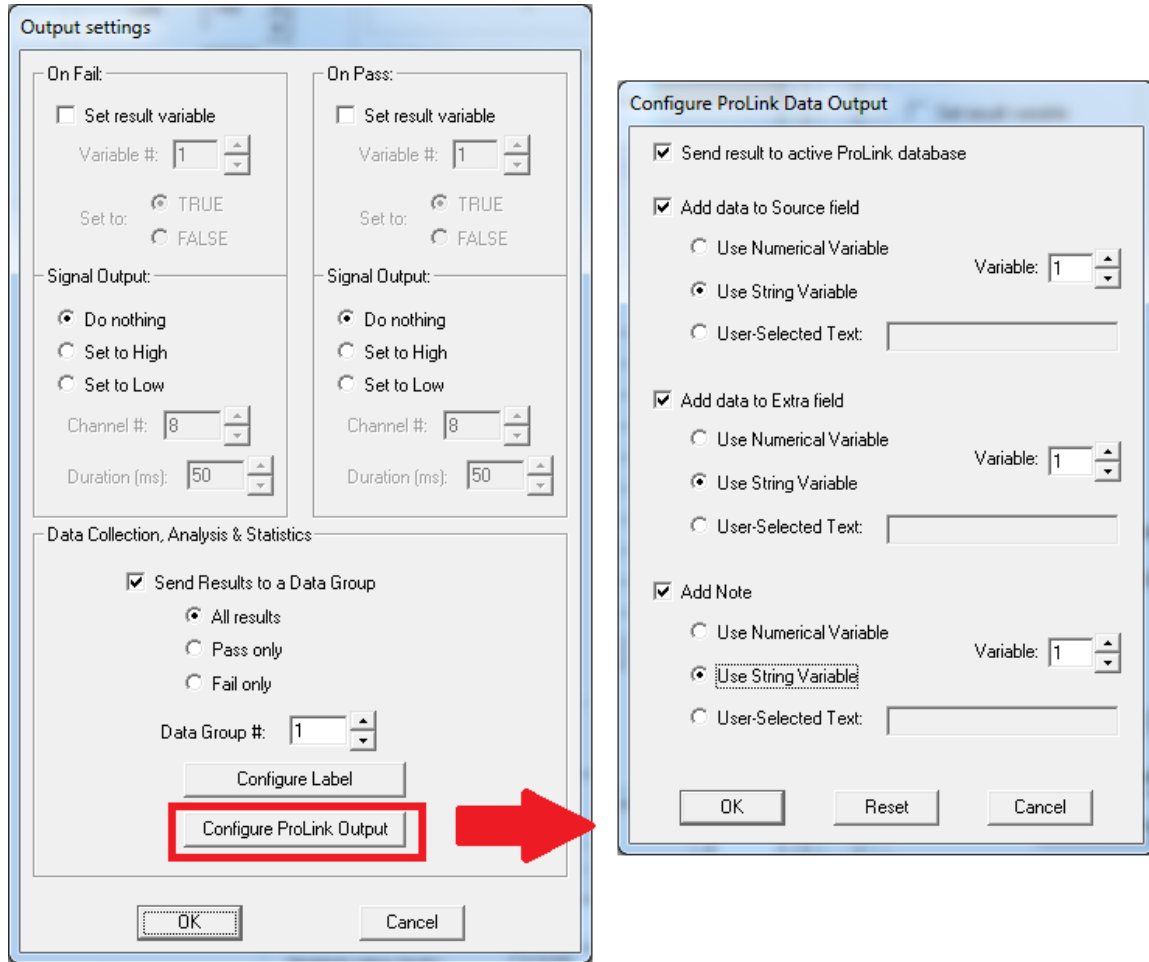 Output settings
On Fail:
Set result variable
Variable #: 1
Set to:
TRUE
FALSE
Signal Output:
Do nothing
Set to High
Set to Low
Channel #: 8
Duration (ms): 50
On Pass:
Set result variable
Variable #: 1
Set to:
TRUE
FALSE
Signal Output:
Do nothing
Set to High
Set to Low
Channel #: 8
Duration (ms): 50
Data Collection, Analysis & Statistics
Send Results to a Data Group
All results
Pass only
Fail only
Data Group #: 1
Configure Label
Configure ProLink Output
OK Cancel
Configure ProLink Data Output
Send result to active ProLink database
Add data to Source field
Use Numerical Variable
Variable: 1
Use String Variable
User-Selected Text:
Add data to Extra field
Use Numerical Variable
Variable: 1
Use String Variable
User-Selected Text:
Add Note
Use Numerical Variable
Variable: 1
Use String Variable
User-Selected Text:
OK Reset Cancel